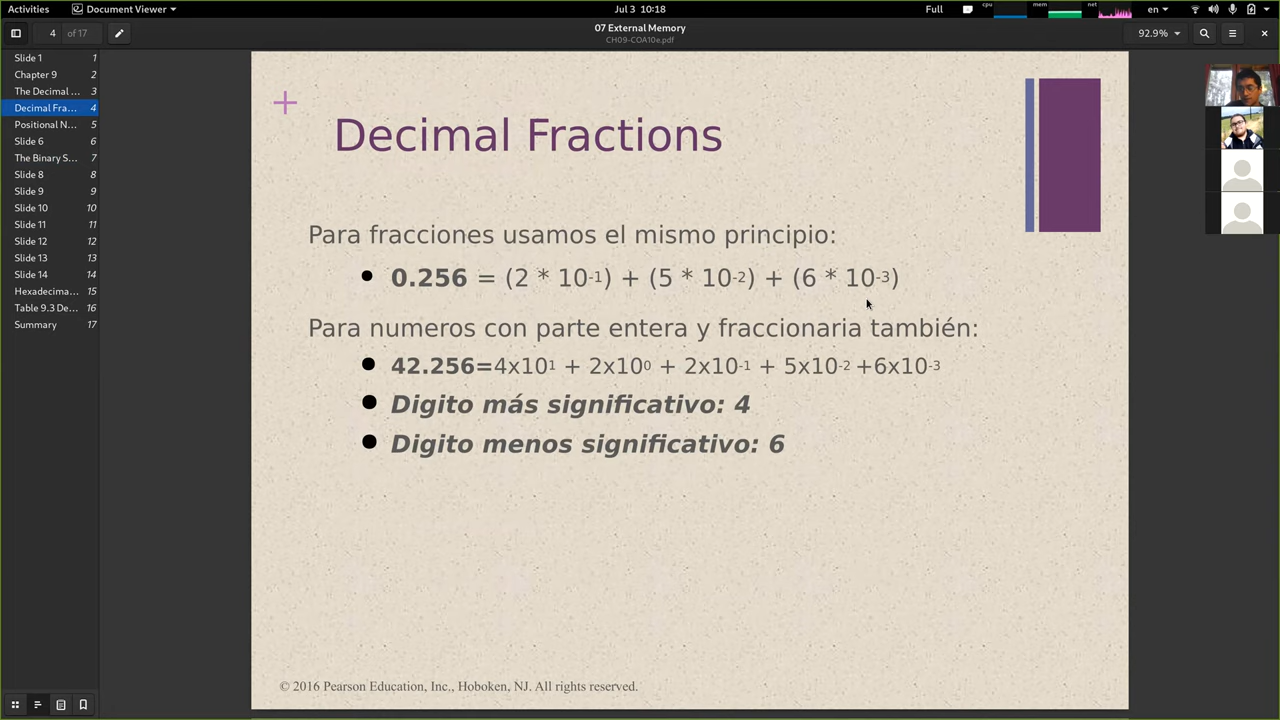 Activities Document Viewer Jul 3 10:18 Full cpu mem net en
4 of 17 07 External Memory 92.9%
CH09-COA10e.pdf
Slide 1 1
Chapter 9 2
The Decimal ... 3
Decimal Fra... 4
Positional N... 5
Slide 6 6
The Binary S... 7
Slide 8 8
Slide 9 9
Slide 10 10
Slide 11 11
Slide 12 12
Slide 13 13
Slide 14 14
Hexadecima... 15
Table 9.3 De... 16
Summary 17
+
Decimal Fractions
Para fracciones usamos el mismo principio:
● 0.256 = (2 * 10-1) + (5 * 10-2) + (6 * 10-3)
Para numeros con parte entera y fraccionaria también:
● 42.256=4x10¹ + 2x10⁰ + 2x10-1 + 5x10-2 +6x10-3
● Digito más significativo: 4
● Digito menos significativo: 6
© 2016 Pearson Education, Inc., Hoboken, NJ. All rights reserved.